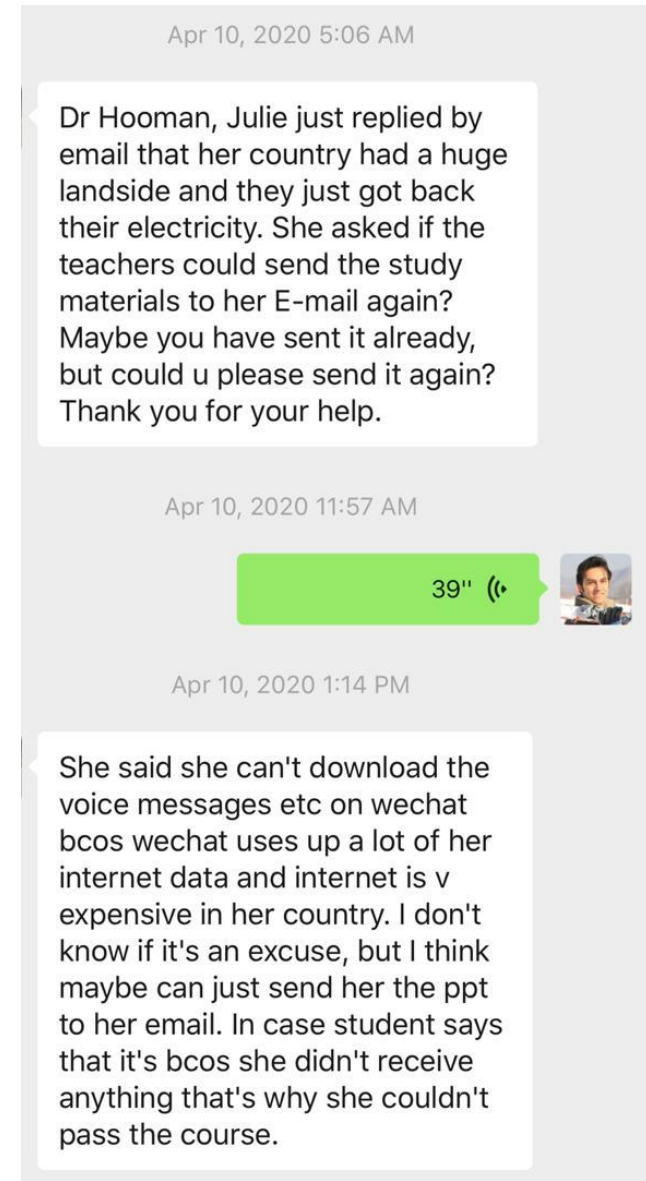 Apr 10, 2020 5:06 AM
Dr Hooman, Julie just replied by
email that her country had a huge
landside and they just got back
their electricity. She asked if the
teachers could send the study
materials to her E-mail again?
Maybe you have sent it already,
but could u please send it again?
Thank you for your help.
Apr 10, 2020 11:57 AM
39"
Apr 10, 2020 1:14 PM
She said she can't download the
voice messages etc on wechat
bcos wechat uses up a lot of her
internet data and internet is v
expensive in her country. I don't
know if it's an excuse, but I think
maybe can just send her the ppt
to her email. In case student says
that it's bcos she didn't receive
anything that's why she couldn't
pass the course.